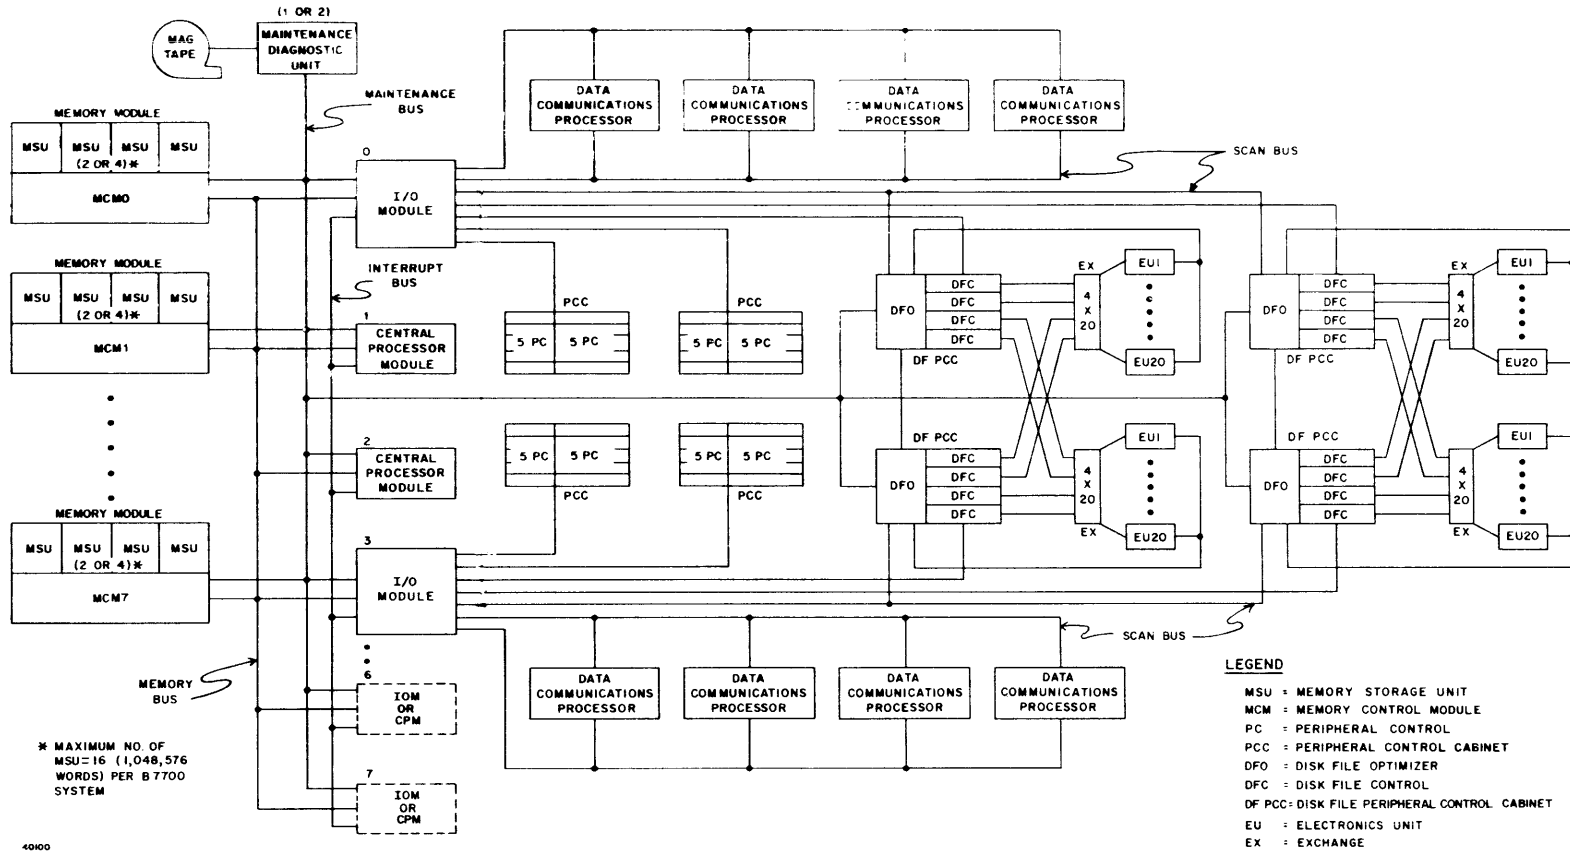 (1 OR 2)
MAG
TAPE
MAINTENANCE
DIAGNOSTIC
UNIT
MAINTENANCE
BUS
MEMORY MODULE
MSU MSU MSU MSU
(2 OR 4)*
MCM0
MEMORY MODULE
MSU MSU MSU MSU
(2 OR 4)*
MCM1
MEMORY MODULE
MSU MSU MSU MSU
(2 OR 4)*
MCM7
MEMORY
BUS
* MAXIMUM NO. OF
MSU=16 (1,048,576
WORDS) PER B7700
SYSTEM
40100
0
I/O
MODULE
INTERRUPT
BUS
1
CENTRAL
PROCESSOR
MODULE
2
CENTRAL
PROCESSOR
MODULE
3
I/O
MODULE
6
IOM
OR
CPM
7
IOM
OR
CPM
DATA
COMMUNICATIONS
PROCESSOR
DATA
COMMUNICATIONS
PROCESSOR
DATA
MMUNICATIONS
PROCESSOR
DATA
COMMUNICATIONS
PROCESSOR
SCAN BUS
PCC
5 PC 5 PC
PCC
5 PC 5 PC
5 PC 5 PC
PCC
5 PC 5 PC
PCC
DFO
DFC
DFC
DFC
DFC
DF PCC
EX
4
X
20
EU1
EU20
DF PCC
DFO
DFC
DFC
DFC
DFC
4
X
20
EX
EU1
EU20
DFO
DFC
DFC
DFC
DFC
DF PCC
EX
4
X
20
EU1
EU20
DF PCC
DFO
DFC
DFC
DFC
DFC
4
X
20
EX
EU1
EU20
DATA
COMMUNICATIONS
PROCESSOR
DATA
COMMUNICATIONS
PROCESSOR
DATA
COMMUNICATIONS
PROCESSOR
DATA
COMMUNICATIONS
PROCESSOR
SCAN BUS
LEGEND
MSU = MEMORY STORAGE UNIT
MCM = MEMORY CONTROL MODULE
PC = PERIPHERAL CONTROL
PCC = PERIPHERAL CONTROL CABINET
DFO = DISK FILE OPTIMIZER
DFC = DISK FILE CONTROL
DF PCC = DISK FILE PERIPHERAL CONTROL CABINET
EU = ELECTRONICS UNIT
EX = EXCHANGE